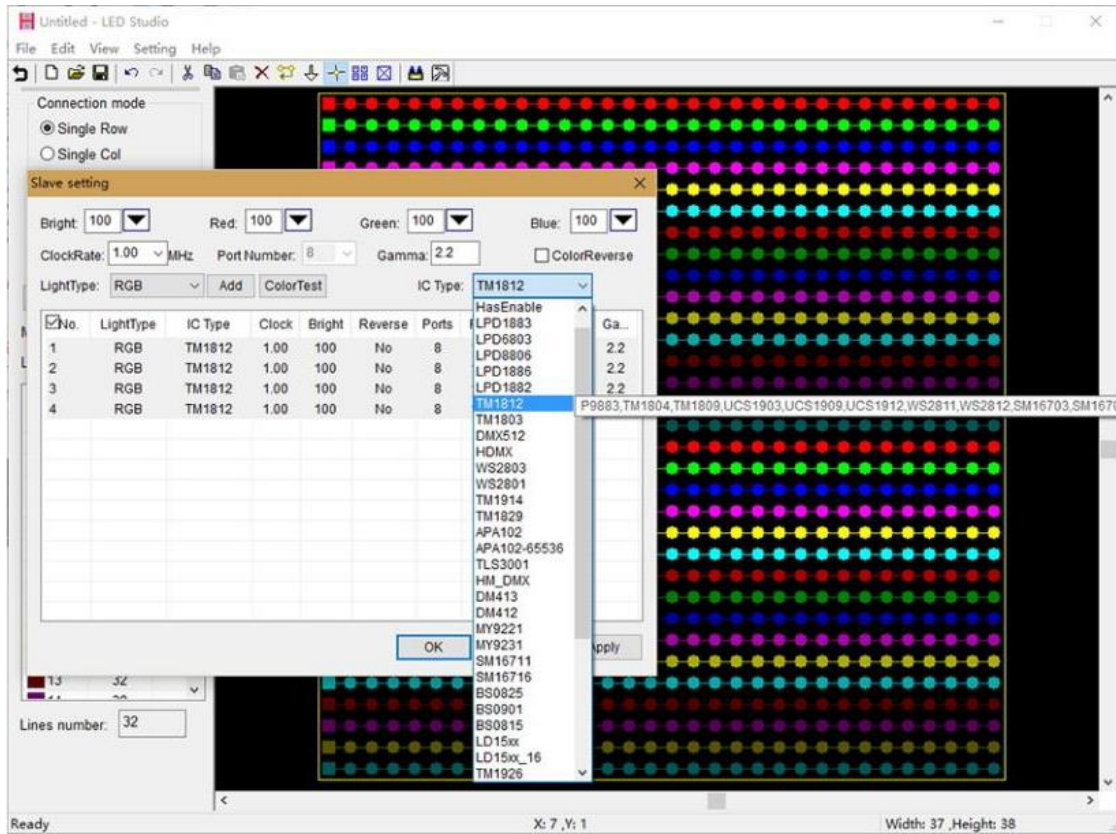 Untitled - LED Studio
File Edit View Setting Help
Connection mode
Single Row
Single Col
Slave setting
Bright: 100 Red: 100 Green: 100 Blue: 100
ClockRate: 1.00 MHz Port Number: 8 Gamma: 2.2 ColorReverse
LightType: RGB Add ColorTest IC Type: TM1812
No. LightType IC Type Clock Bright Reverse Ports Ga...
1 RGB TM1812 1.00 100 No 8 2.2
2 RGB TM1812 1.00 100 No 8 2.2
3 RGB TM1812 1.00 100 No 8 2.2
4 RGB TM1812 1.00 100 No 8
HasEnable
LPD1883
LPD6803
LPD8806
LPD1886
LPD1882
TM1812
P9883,TM1804,TM1809,UCS1903,UCS1909,UCS1912,WS2811,WS2812,SM16703,SM1670
TM1803
DMX512
HDMX
WS2803
WS2801
TM1914
TM1829
APA102
APA102-65536
TLS3001
HM_DMX
DM413
DM412
MY9221
MY9231
SM16711
SM16716
BS0825
BS0901
BS0815
LD15xx
LD15xx_16
TM1926
OK
13 32
Lines number: 32
Ready X: 7 ,Y: 1 Width: 37 ,Height: 38